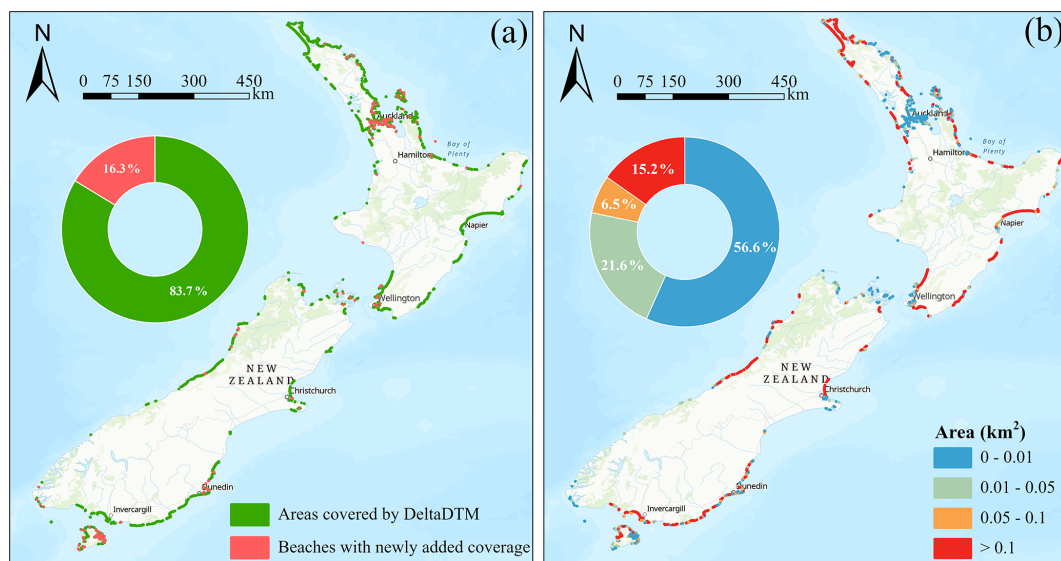 (a)
N
0 75 150 300 450
km
Auckland
Bay of
Plenty
Hamilton
16.3%
83.7%
Napier
Wellington
NEW
ZEALAND
Christchurch
Dunedin
Invercargill
Areas covered by DeltaDTM
Beaches with newly added coverage
(b)
N
0 75 150 300 450
km
Auckland
Bay of
Plenty
Hamilton
15.2%
6.5%
21.6%
56.6%
Napier
Wellington
NEW
ZEALAND
Christchurch
Dunedin
Invercargill
Area (km²)
0 - 0.01
0.01 - 0.05
0.05 - 0.1
> 0.1